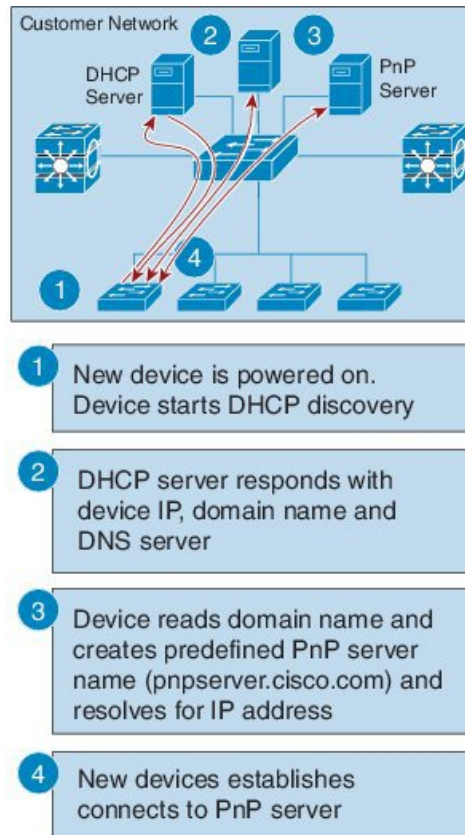 Customer Network
2
3
DHCP
Server
PnP
Server
4
1
1
New device is powered on.
Device starts DHCP discovery
2
DHCP server responds with
device IP, domain name and
DNS server
3
Device reads domain name and
creates predefined PnP server
name (pnpserver.cisco.com) and
resolves for IP address
4
New devices establishes
connects to PnP server